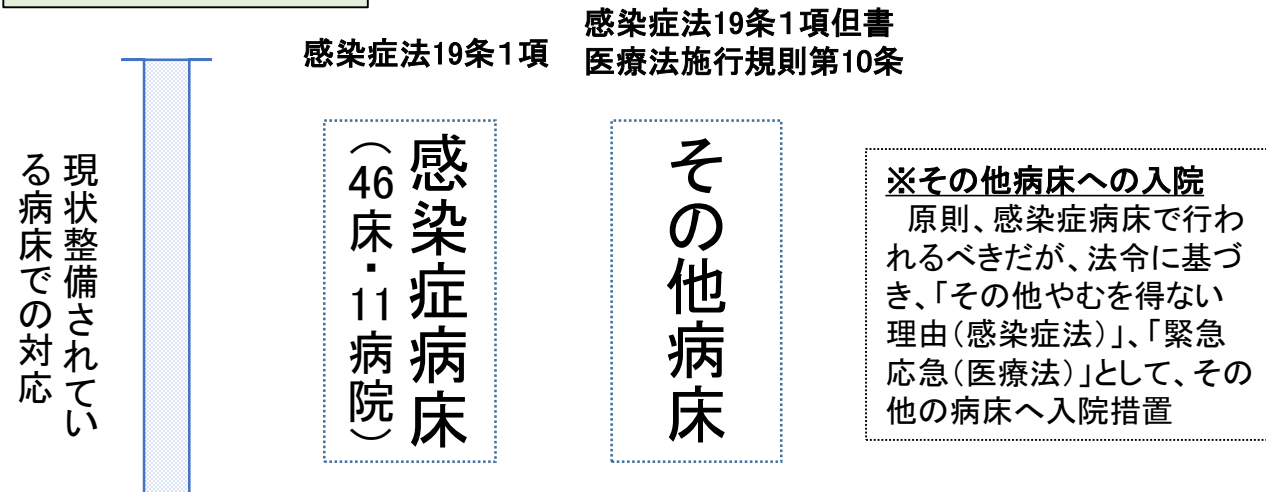 感染症法19条１項
感染症法19条１項但書
医療法施行規則第10条
現状整備されてい
る病床での対応
感染症病床
（46床・11病院）
その他病床
※その他病床への入院
原則、感染症病床で行わ
れるべきだが、法令に基づ
き、「その他やむを得ない
理由（感染症法）」、「緊急
応急（医療法）」として、その
他の病床へ入院措置